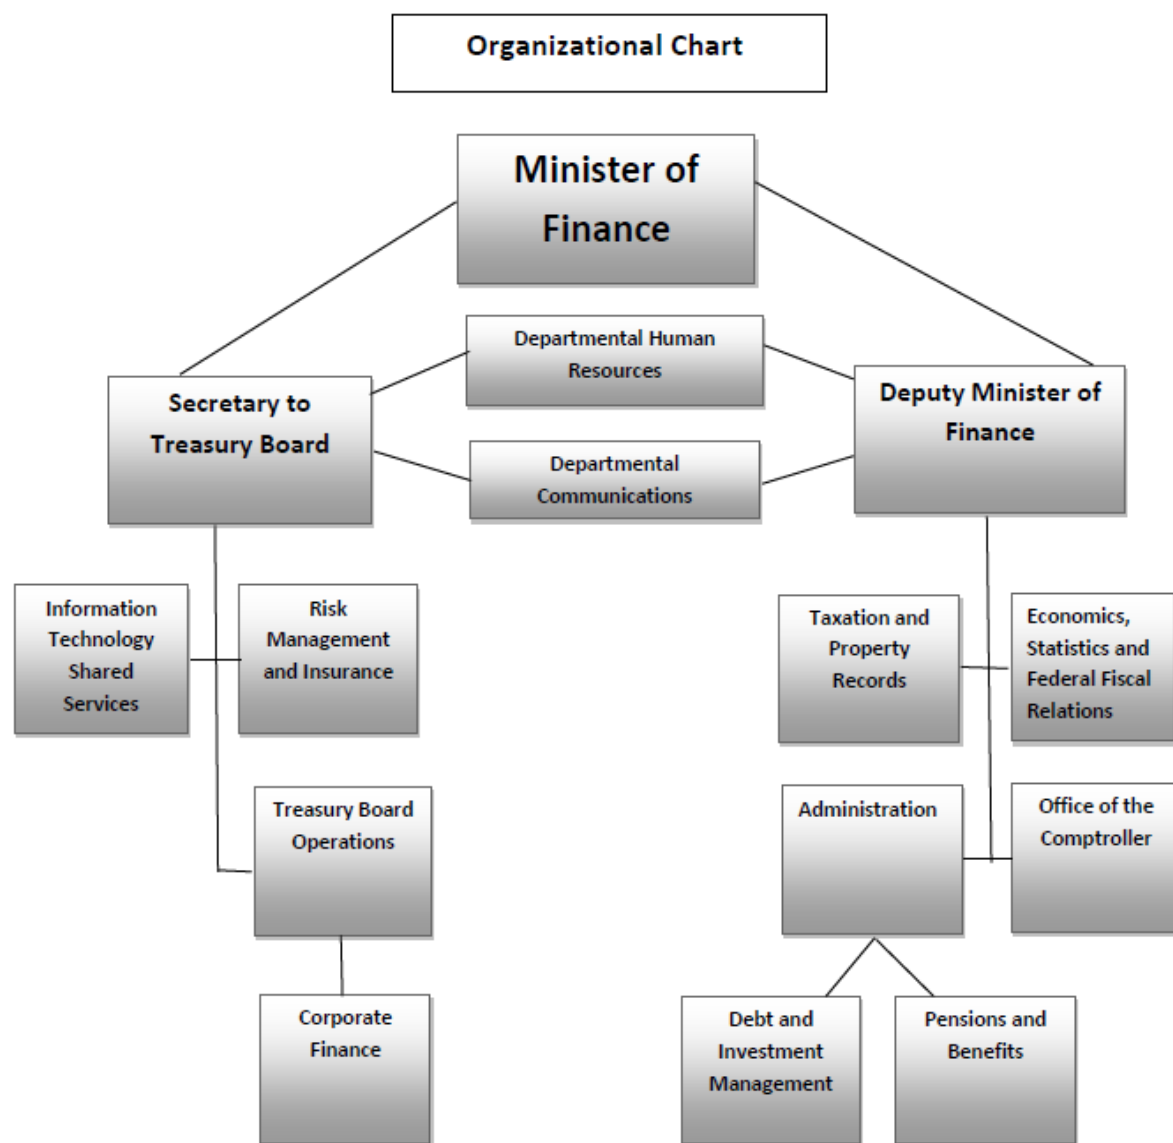 Organizational Chart
Minister of
Finance
Departmental Human
Resources
Secretary to
Treasury Board
Deputy Minister of
Finance
Departmental
Communications
Information
Technology
Shared
Services
Risk
Management
and Insurance
Taxation and
Property
Records
Economics,
Statistics and
Federal Fiscal
Relations
Treasury Board
Operations
Administration
Office of the
Comptroller
Corporate
Finance
Debt and
Investment
Management
Pensions and
Benefits